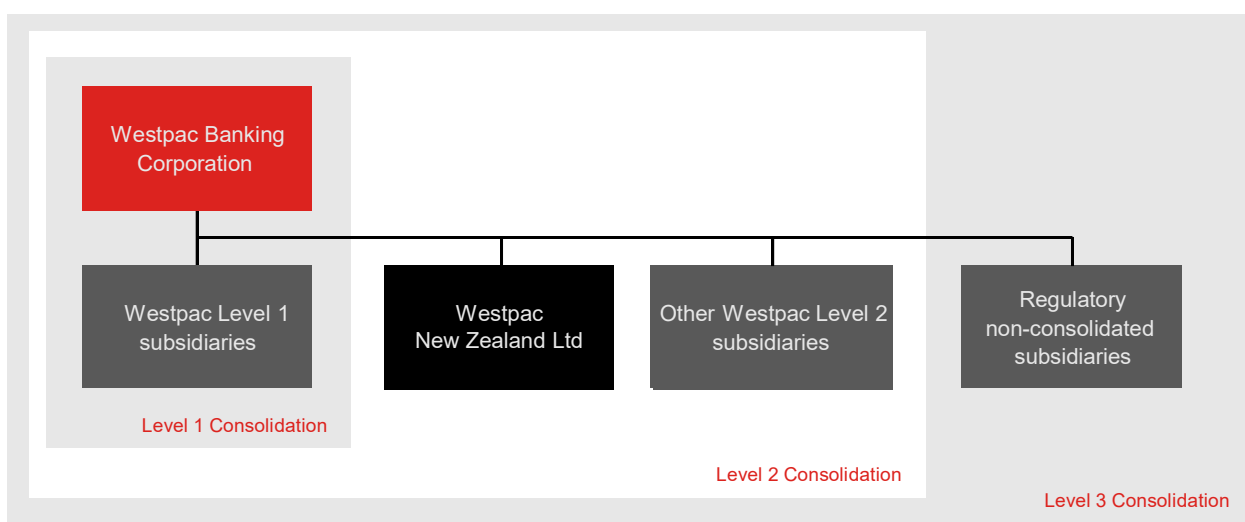 Westpac Banking
Corporation
Westpac Level 1
subsidiaries
Westpac
New Zealand Ltd
Other Westpac Level 2
subsidiaries
Regulatory
non-consolidated
subsidiaries
Level 1 Consolidation
Level 2 Consolidation
Level 3 Consolidation